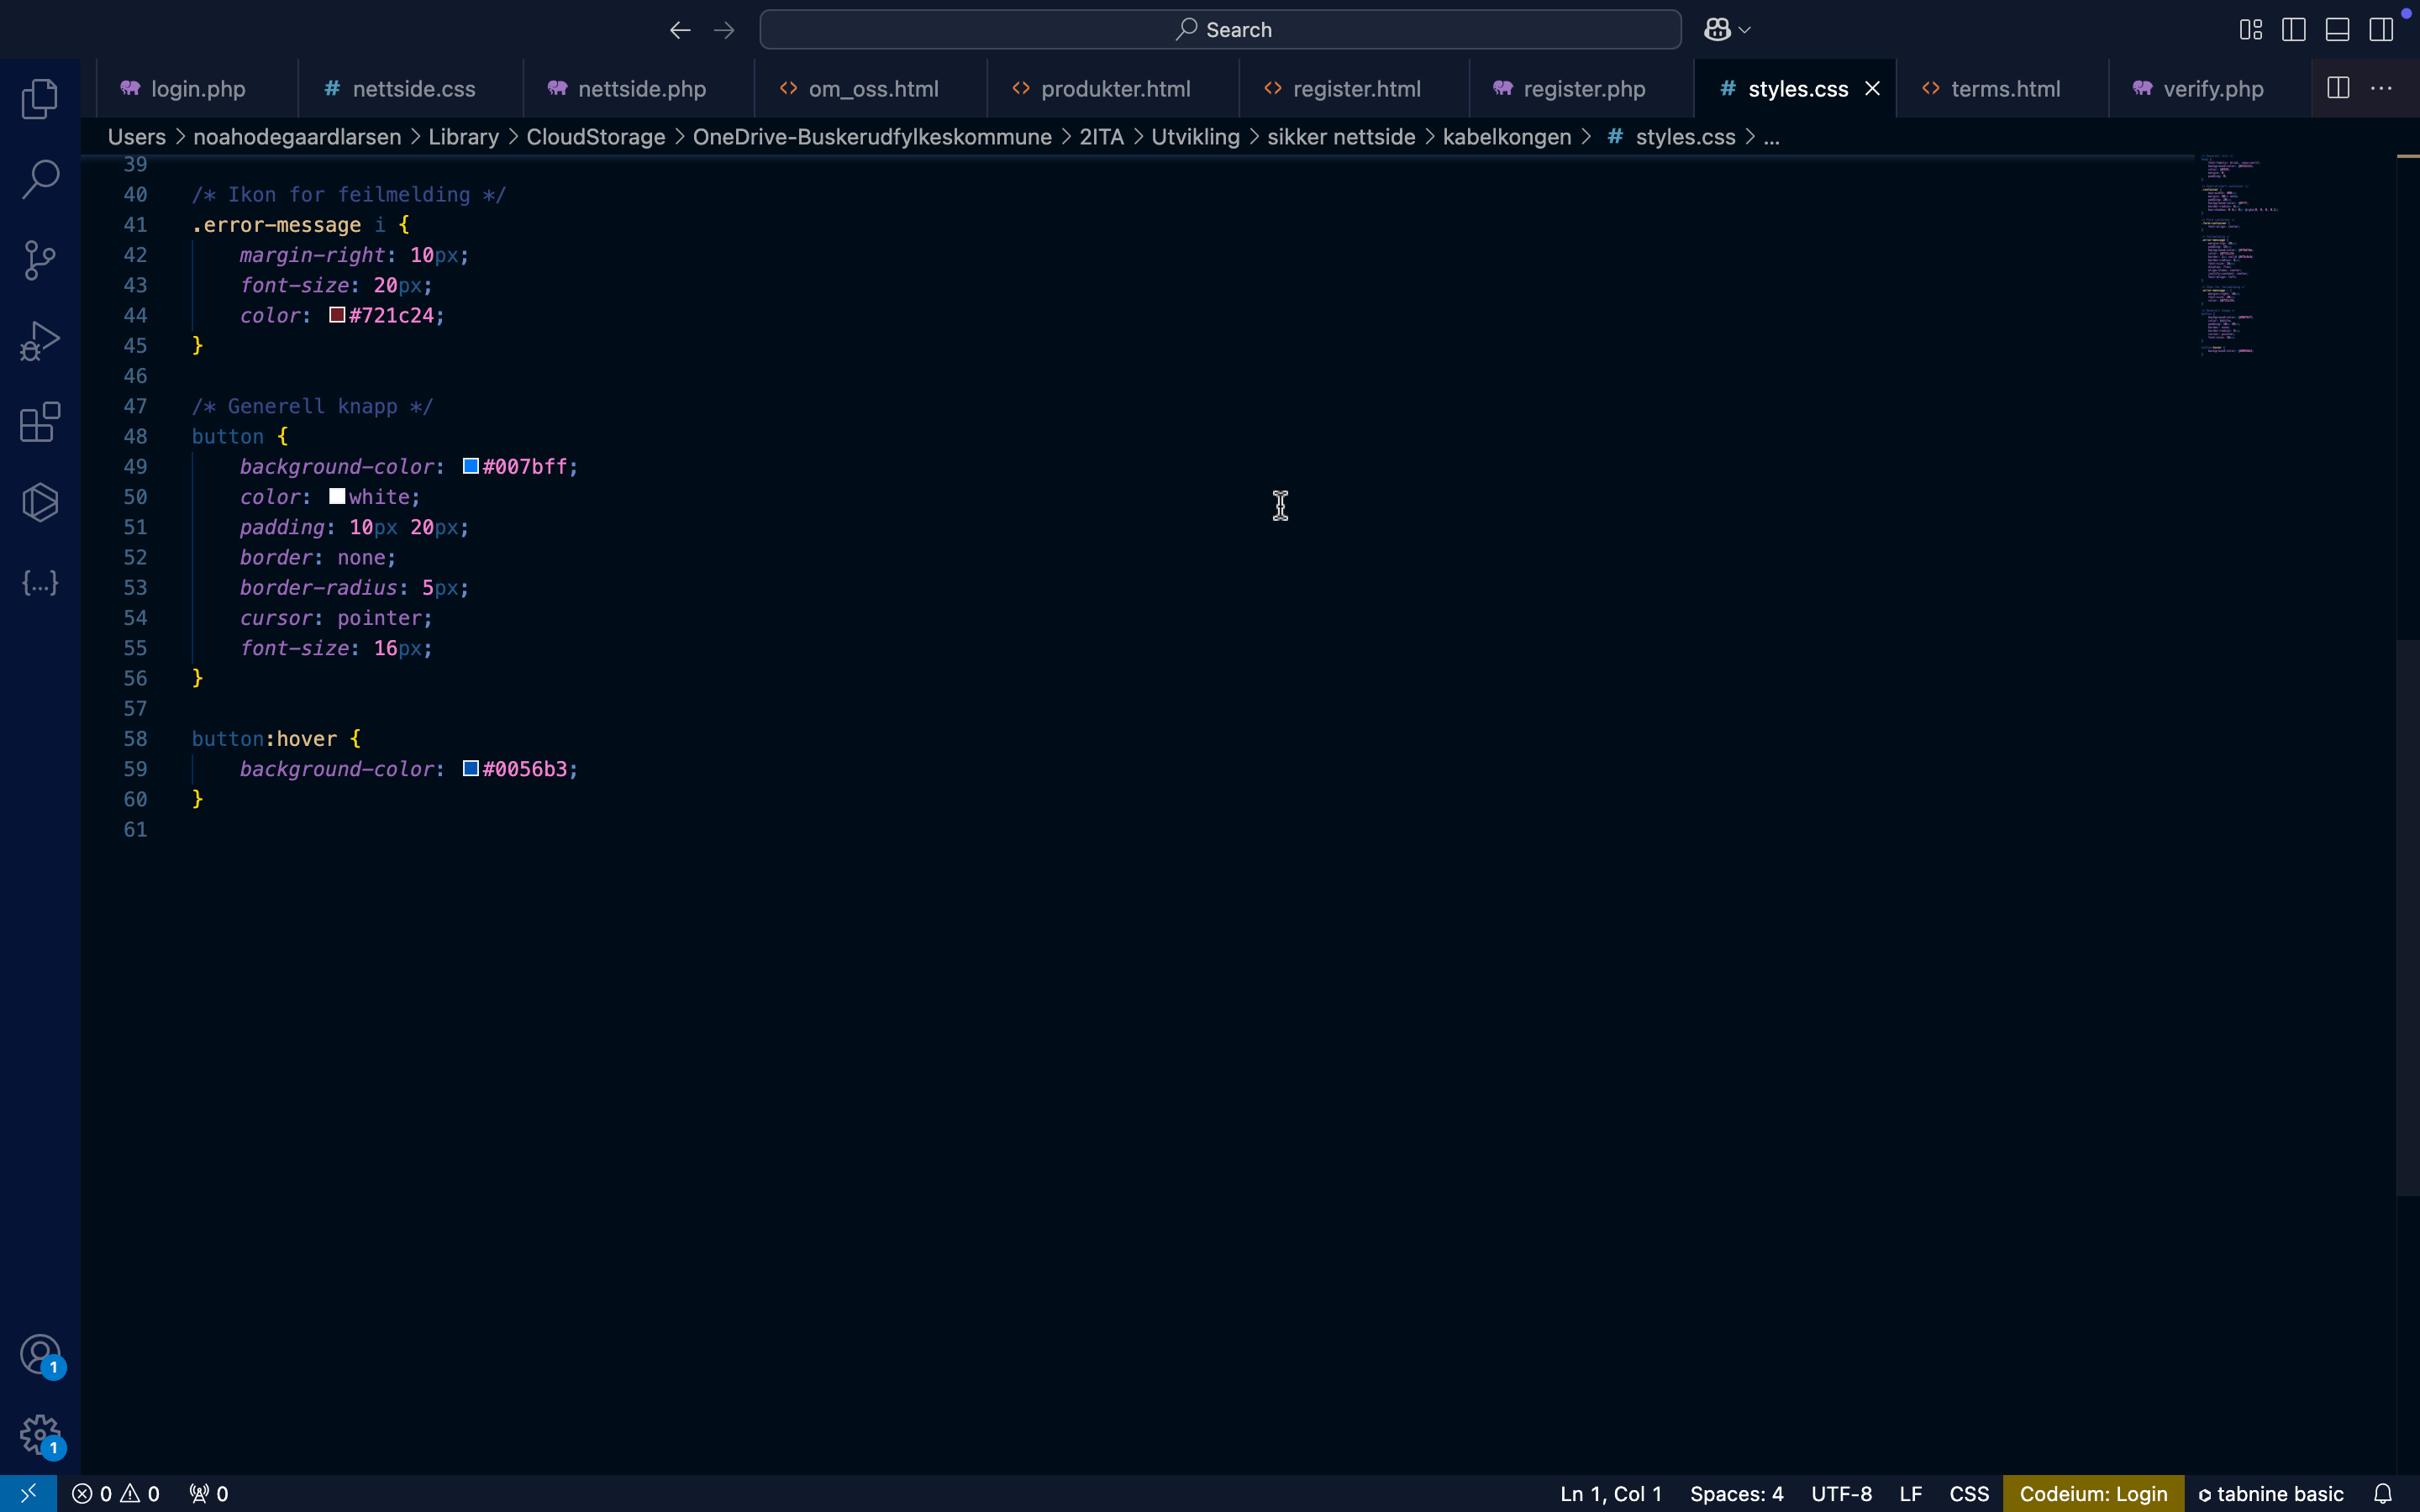 Search
login.php
nettside.css
nettside.php
om_oss.html
produkter.html
register.html
register.php
styles.css
terms.html
verify.php
Users > noahodegaardlarsen > Library > CloudStorage > OneDrive-Buskerudfylkeskommune > 2ITA > Utvikling > sikker nettside > kabelkongen > # styles.css > ...
39
40 /* Ikon for feilmelding */
41 .error-message i {
42 margin-right: 10px;
43 font-size: 20px;
44 color: #721c24;
45 }
46
47 /* Generell knapp */
48 button {
49 background-color: #007bff;
50 color: white;
51 padding: 10px 20px;
52 border: none;
53 border-radius: 5px;
54 cursor: pointer;
55 font-size: 16px;
56 }
57
58 button:hover {
59 background-color: #0056b3;
60 }
61
1
1
0 0 0 Ln 1, Col 1 Spaces: 4 UTF-8 LF CSS Codeium: Login tabnine basic